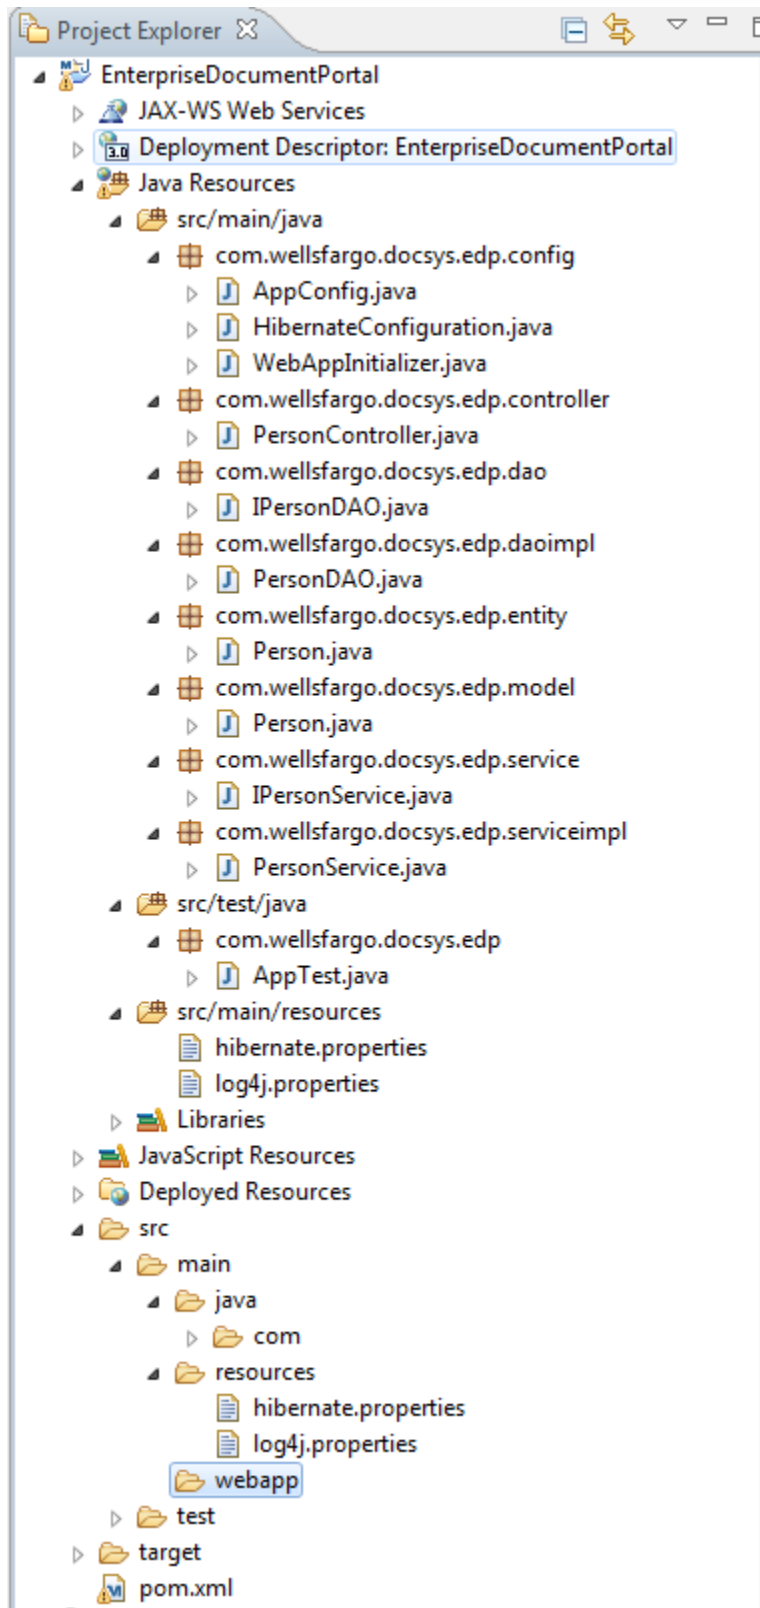 Project Explorer
EnterpriseDocumentPortal
JAX-WS Web Services
3.0 Deployment Descriptor: EnterpriseDocumentPortal
Java Resources
src/main/java
com.wellsfargo.docsys.edp.config
AppConfig.java
HibernateConfiguration.java
WebAppInitializer.java
com.wellsfargo.docsys.edp.controller
PersonController.java
com.wellsfargo.docsys.edp.dao
IPersonDAO.java
com.wellsfargo.docsys.edp.daoimpl
PersonDAO.java
com.wellsfargo.docsys.edp.entity
Person.java
com.wellsfargo.docsys.edp.model
Person.java
com.wellsfargo.docsys.edp.service
IPersonService.java
com.wellsfargo.docsys.edp.serviceimpl
PersonService.java
src/test/java
com.wellsfargo.docsys.edp
AppTest.java
src/main/resources
hibernate.properties
log4j.properties
Libraries
JavaScript Resources
Deployed Resources
src
main
java
com
resources
hibernate.properties
log4j.properties
webapp
test
target
pom.xml